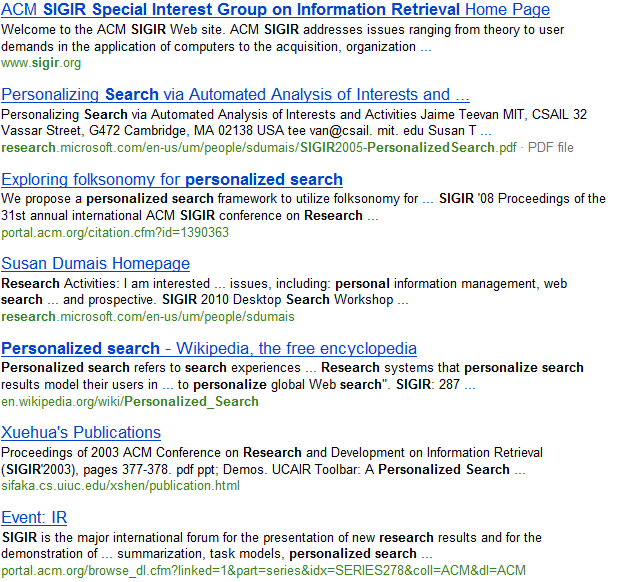 ACM SIGIR Special Interest Group on Information Retrieval Home Page
Welcome to the ACM SIGIR Web site. ACM SIGIR addresses issues ranging from theory to user
demands in the application of computers to the acquisition, organization ...
www.sigir.org
Personalizing Search via Automated Analysis of Interests and ...
Personalizing Search via Automated Analysis of Interests and Activities Jaime Teevan MIT, CSAIL 32
Vassar Street, G472 Cambridge, MA 02138 USA tee van@csail. mit. edu Susan T ...
research.microsoft.com/en-us/um/people/sdumais/SIGIR2005-PersonalizedSearch.pdf · PDF file
Exploring folksonomy for personalized search
We propose a personalized search framework to utilize folksonomy for ... SIGIR '08 Proceedings of the
31st annual international ACM SIGIR conference on Research ...
portal.acm.org/citation.cfm?id=1390363
Susan Dumais Homepage
Research Activities: I am interested ... issues, including: personal information management, web
search ... and prospective. SIGIR 2010 Desktop Search Workshop ...
research.microsoft.com/en-us/um/people/sdumais
Personalized search - Wikipedia, the free encyclopedia
Personalized search refers to search experiences ... Research systems that personalize search
results model their users in ... to personalize global Web search". SIGIR: 287 ...
en.wikipedia.org/wiki/Personalized_Search
Xuehua's Publications
Proceedings of 2003 ACM Conference on Research and Development on Information Retrieval
(SIGIR'2003), pages 377-378. pdf ppt; Demos. UCAIR Toolbar: A Personalized Search ...
sifaka.cs.uiuc.edu/xshen/publication.html
Event: IR
SIGIR is the major international forum for the presentation of new research results and for the
demonstration of ... summarization, task models, personalized search ...
portal.acm.org/browse_dl.cfm?linked=1&part=series&idx=SERIES278&coll=ACM&dl=ACM